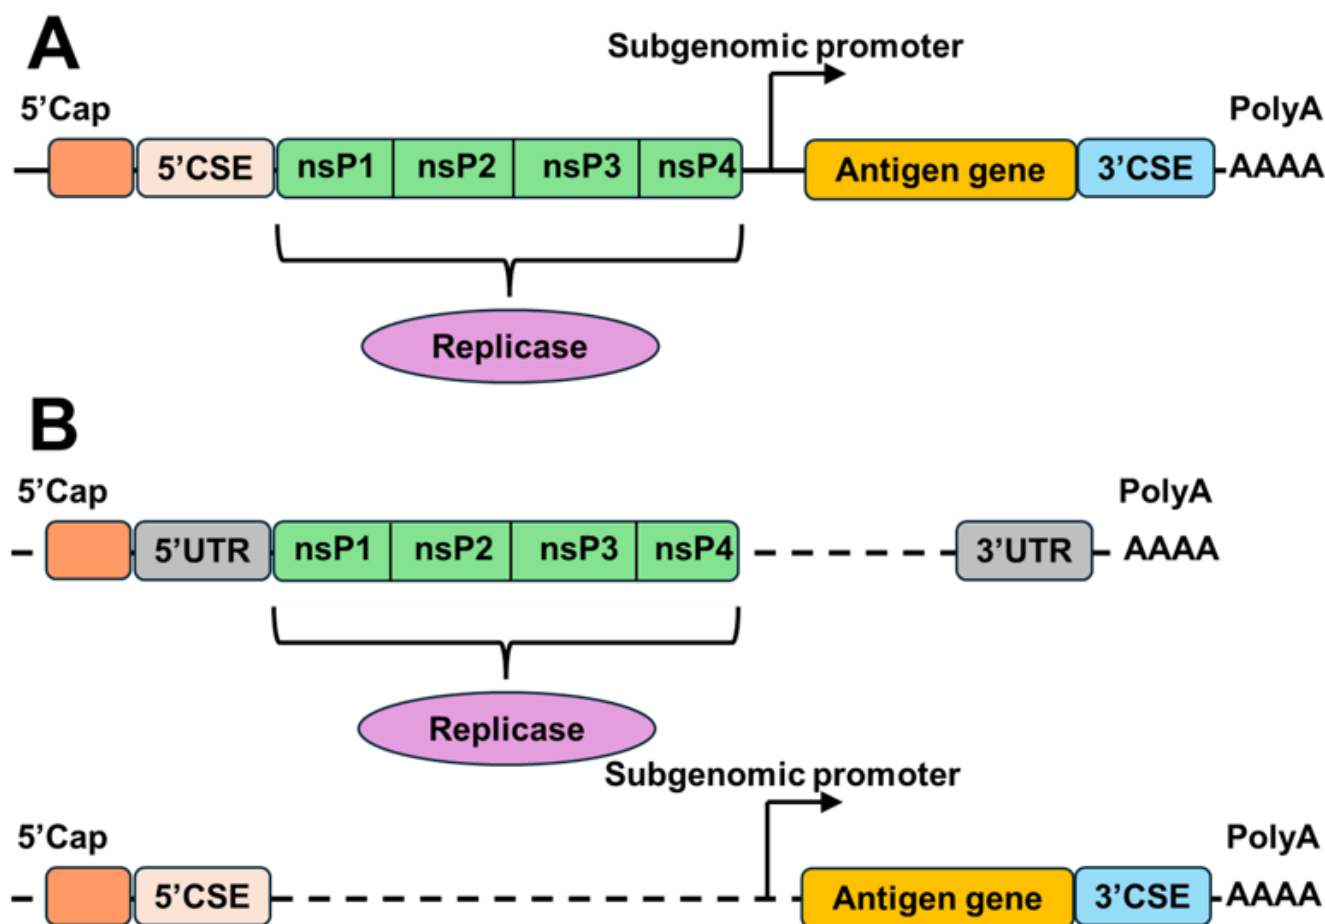 A
Subgenomic promoter
5’Cap
PolyA
5’CSE nsP1 nsP2 nsP3 nsP4 Antigen gene 3’CSE AAAA
Replicase
B
5’Cap
PolyA
5’UTR nsP1 nsP2 nsP3 nsP4 3’UTR AAAA
Replicase
Subgenomic promoter
5’Cap
PolyA
5’CSE Antigen gene 3’CSE AAAA